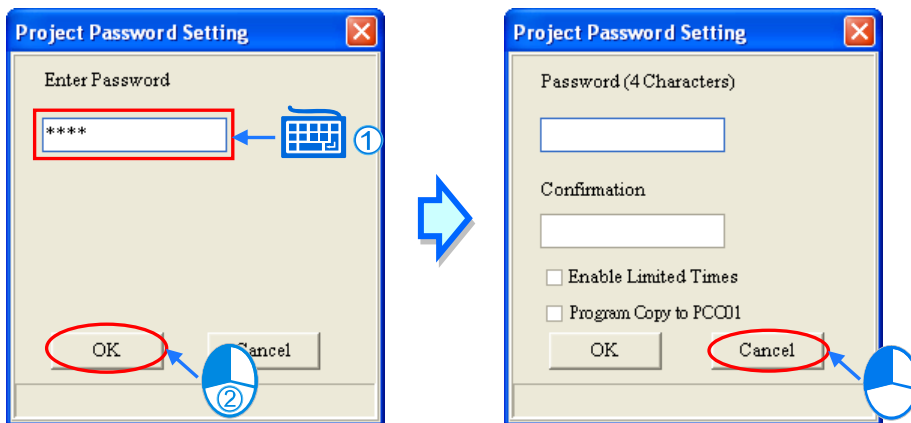 Project Password Setting
Enter Password
****
①
OK
Cancel
②
Project Password Setting
Password (4 Characters)
Confirmation
Enable Limited Times
Program Copy to PCC01
OK
Cancel